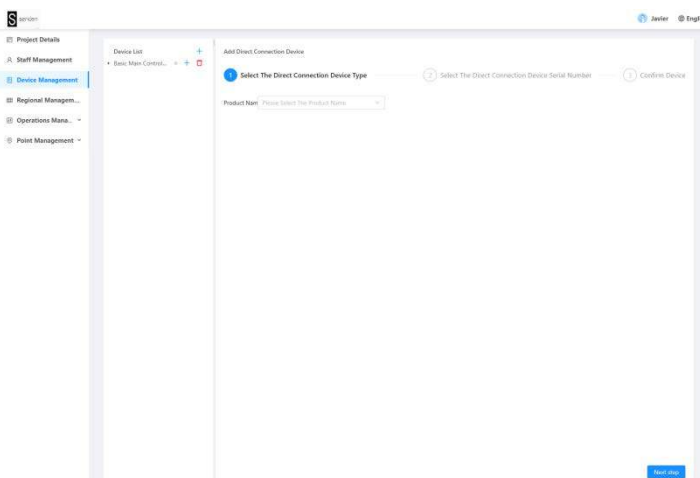 S senken
Javier
Engl
Project Details
Staff Management
Device Management
Regional Managem...
Operations Mana..
Point Management
Device List
Basic Main Control...
Add Direct Connection Device
1 Select The Direct Connection Device Type
2 Select The Direct Connection Device Serial Number
3 Confirm Device
Product Nam Please Select The Product Name
Next step